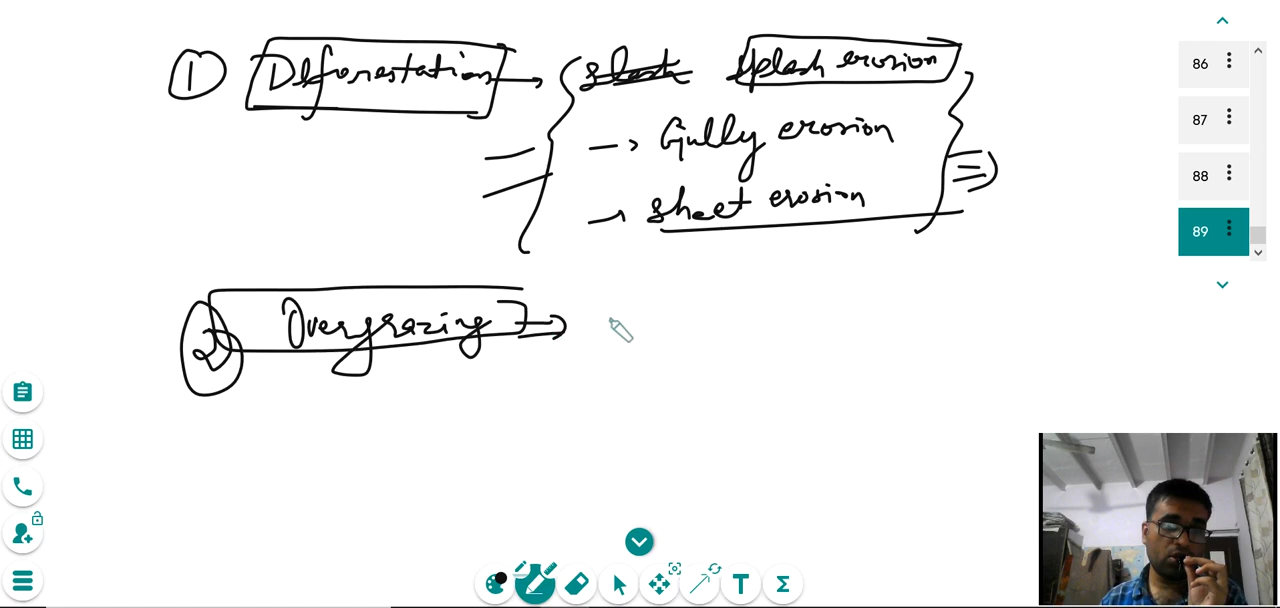 ① Deforestation → splash erosion
→ Gully erosion
→ sheet erosion
② Overgrazing →
86
87
88
89
T
Σ